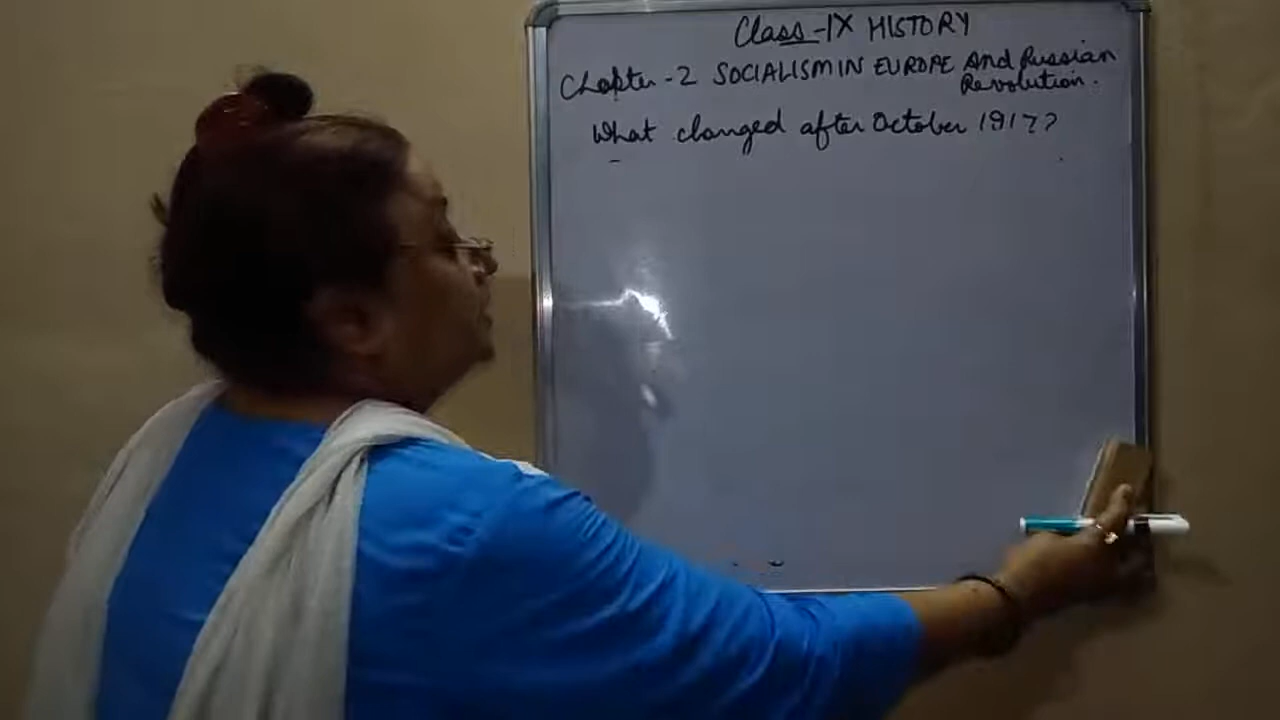 Class-IX HISTORY
Chapter-2 SOCIALISM IN EUROPE And Russian
Revolution.
What changed after October 1917?